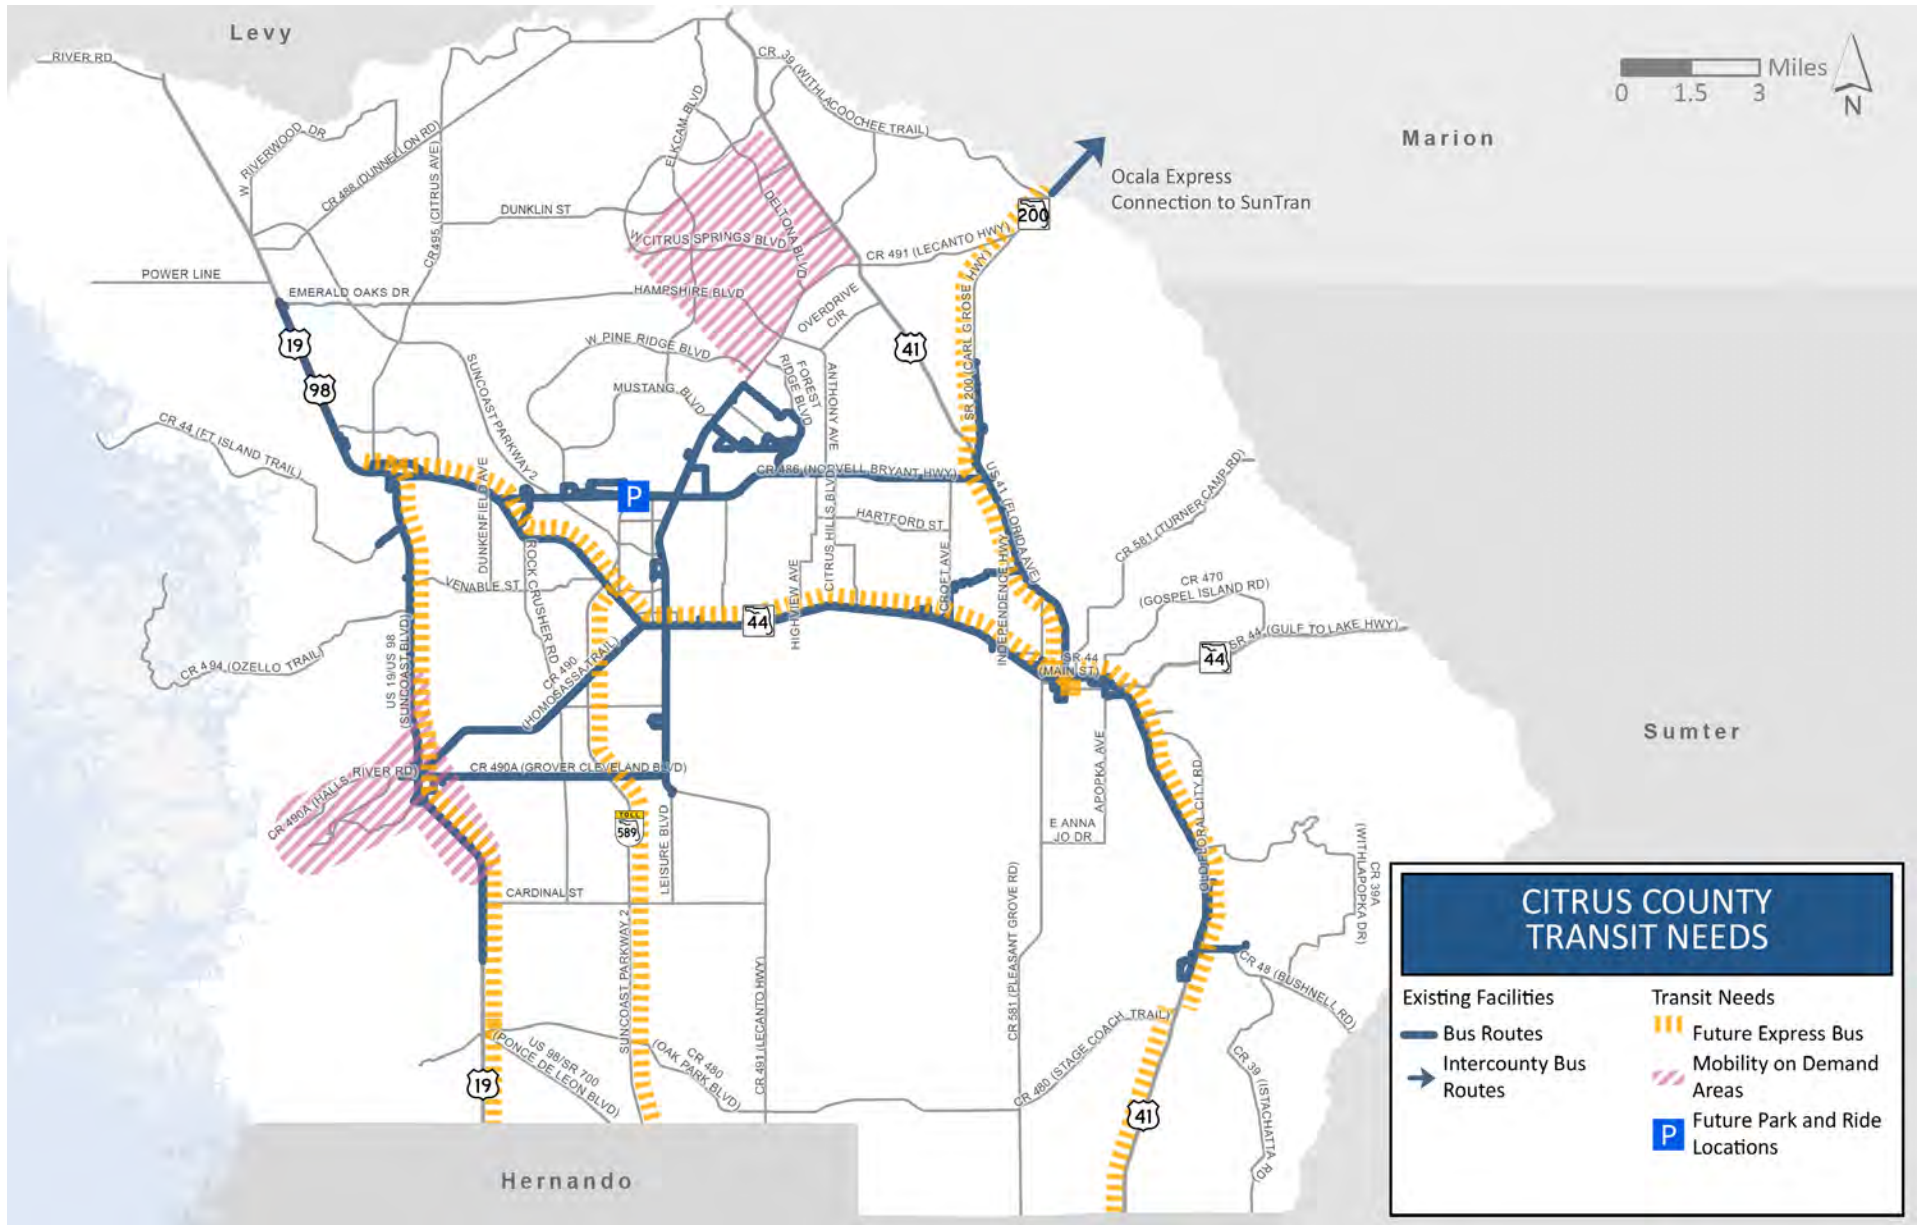 Levy
RIVER RD
CR 39 (WITHLACOOCHEE TRAIL)
Miles
0 1.5 3
N
Marion
W RIVERWOOD DR
CR 488 (DUNNELLON RD)
CR495 (CITRUS AVE)
ELKCAM BLVD
Ocala Express
Connection to SunTran
200
DUNKLIN ST
DELTONA BLVD
W CITRUS SPRINGS BLVD
CR 491 (LECANTO HWY)
POWER LINE
EMERALD OAKS DR
HAMPSHIRE BLVD
OVERDRIVE
CIR
SR 200 (CARL G ROSE HWY)
19
98
41
W PINE RIDGE BLVD
SUNCOAST PARKWAY 2
MUSTANG BLVD
FOREST
RIDGE BLVD
ANTHONY AVE
CR 44 (FT ISLAND TRAIL)
CR 486 (NORVELL BRYANT HWY)
US 41 (FLORIDA AVE)
CR 581 (TURNER CAMP RD)
P
DUNKENFIELD AVE
CITRUS HILLS BLVD
HARTFORD ST
ROCK CRUSHER RD
VENABLE ST
HIGHVIEW AVE
CROFT AVE
INDEPENDENCE HWY
CR 470
(GOSPEL ISLAND RD)
44
SR 44 (GULF TO LAKE HWY)
44
CR 494 (OZELLO TRAIL)
US 19/US 98
(SUNCOAST BLVD)
CR 490
(HOMOSASSA TRAIL)
SR 44
(MAIN ST)
Sumter
CR 490A (HALLS RIVER RD)
CR 490A (GROVER CLEVELAND BLVD)
TOLL
589
LEISURE BLVD
APOPKA AVE
E ANNA
JO DR
OLD FLORAL CITY RD
CR 39A
(WITHLAPOPKA DR)
CARDINAL ST
SUNCOAST PARKWAY 2
CR 491 (LECANTO HWY)
CR 581 (PLEASANT GROVE RD)
CR 48 (BUSHNELL RD)
CR 480 (STAGE COACH TRAIL)
US 98/SR 700
(PONCE DE LEON BLVD)
CR 480
(OAK PARK BLVD)
CR 39 (ISTACHATTA RD)
19
41
Hernando
CITRUS COUNTY
TRANSIT NEEDS
Existing Facilities
Bus Routes
Intercounty Bus
Routes
Transit Needs
Future Express Bus
Mobility on Demand
Areas
P
Future Park and Ride
Locations